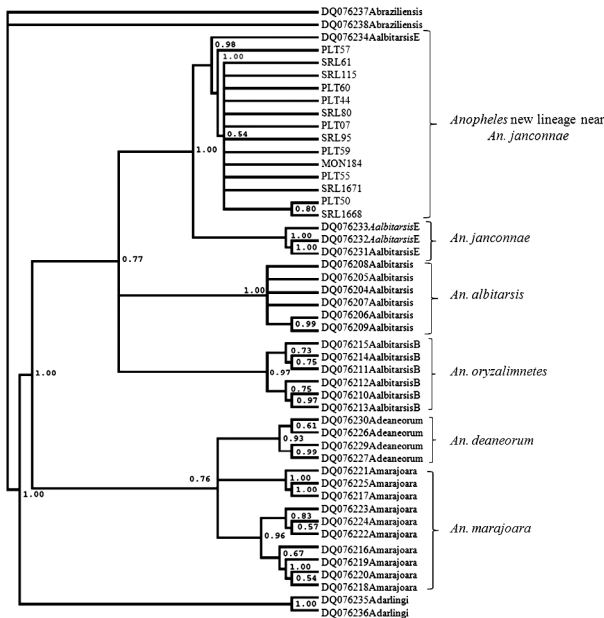 DQ076237Abraziliensis
DQ076238Abraziliensis
DQ076234AalbitarsisE
0.98
PLT57
1.00
SRL61
SRL115
PLT60
PLT44
SRL80
PLT07
0.54
SRL95
PLT59
1.00
MON184
PLT55
SRL1671
PLT50
0.80
SRL1668
Anopheles new lineage near
An. janconnae
DQ076233AalbitarsisE
1.00
DQ076232AalbitarsisE
1.00
DQ076231AalbitarsisE
An. janconnae
0.77
DQ076208Aalbitarsis
DQ076205Aalbitarsis
DQ076204Aalbitarsis
1.00
DQ076207Aalbitarsis
DQ076206Aalbitarsis
0.99
DQ076209Aalbitarsis
An. albitarsis
DQ076215AalbitarsisB
0.73
DQ076214AalbitarsisB
0.75
DQ076211AalbitarsisB
0.97
DQ076212AalbitarsisB
0.75
DQ076210AalbitarsisB
0.97
DQ076213AalbitarsisB
An. oryzalimnetes
1.00
DQ076230Adeaneorum
0.61
DQ076226Adeaneorum
0.93
DQ076229Adeaneorum
0.99
DQ076227Adeaneorum
An. deaneorum
0.76
DQ076221Amarajoara
1.00
DQ076225Amarajoara
1.00
DQ076217Amarajoara
1.00
DQ076223Amarajoara
0.83
DQ076224Amarajoara
0.57
DQ076222Amarajoara
0.96
DQ076216Amarajoara
0.67
DQ076219Amarajoara
1.00
DQ076220Amarajoara
0.54
DQ076218Amarajoara
An. marajoara
DQ076235Adarlingi
1.00
DQ076236Adarlingi